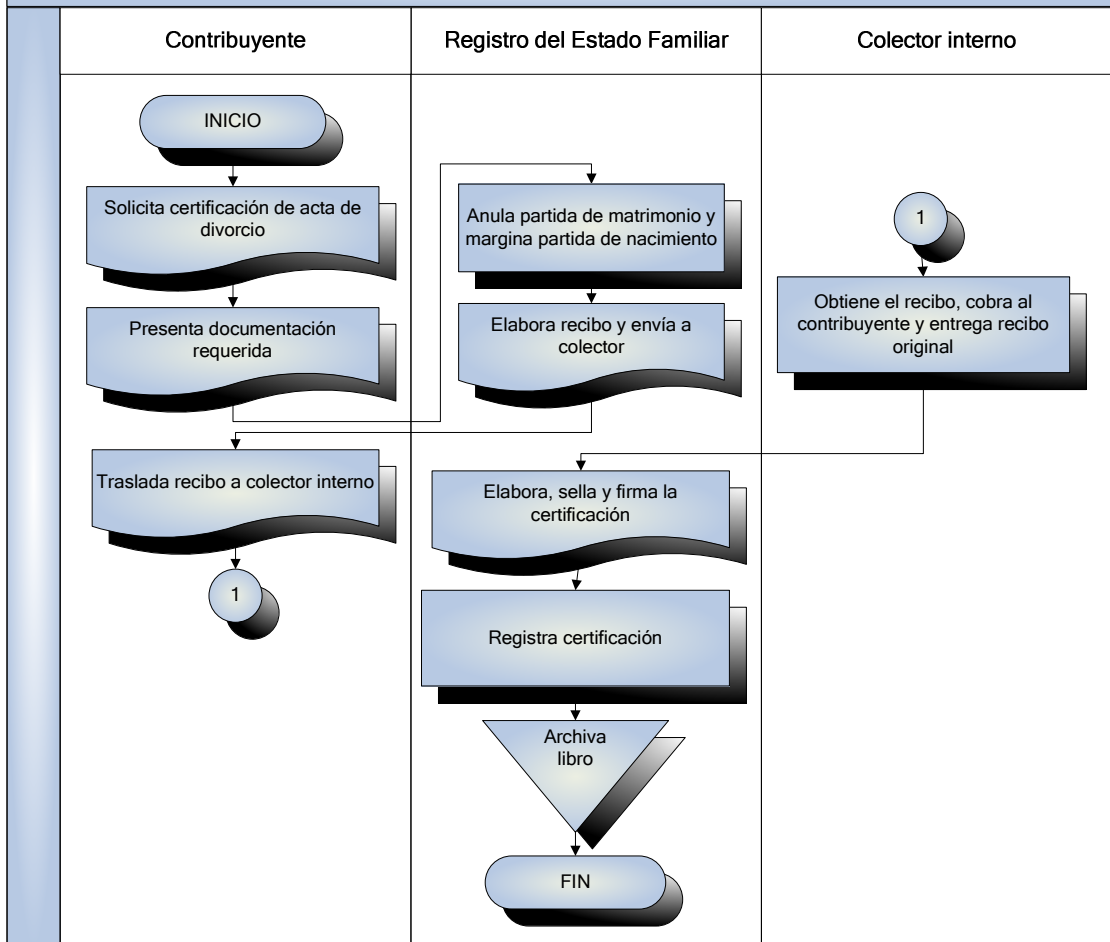 Contribuyente
Registro del Estado Familiar
Colector interno
INICIO
Solicita certificación de acta de
divorcio
Presenta documentación
requerida
Anula partida de matrimonio y
margina partida de nacimiento
Elabora recibo y envía a
colector
Traslada recibo a colector interno
1
1
Obtiene el recibo, cobra al
contribuyente y entrega recibo
original
Elabora, sella y firma la
certificación
Registra certificación
Archiva
libro
FIN